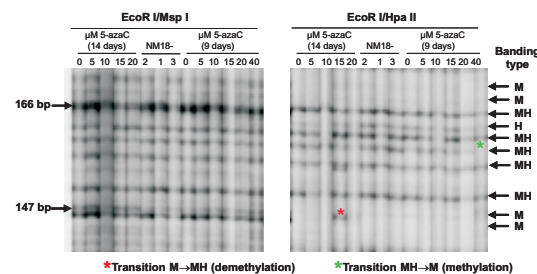 EcoR I/Msp I
EcoR I/Hpa II
µM 5-azaC
(14 days)
NM18-
µM 5-azaC
(9 days)
µM 5-azaC
(14 days)
NM18-
µM 5-azaC
(9 days)
Banding
type
0 5 10 15 20 2 1 3 0 5 10 15 20 40
0 5 10 15 20 2 1 3 0 5 10 15 20 40
M
M
166 bp
MH
H
MH
*
MH
MH
MH
147 bp
*
M
M
*Transition M→MH (demethylation)
*Transition MH→M (methylation)